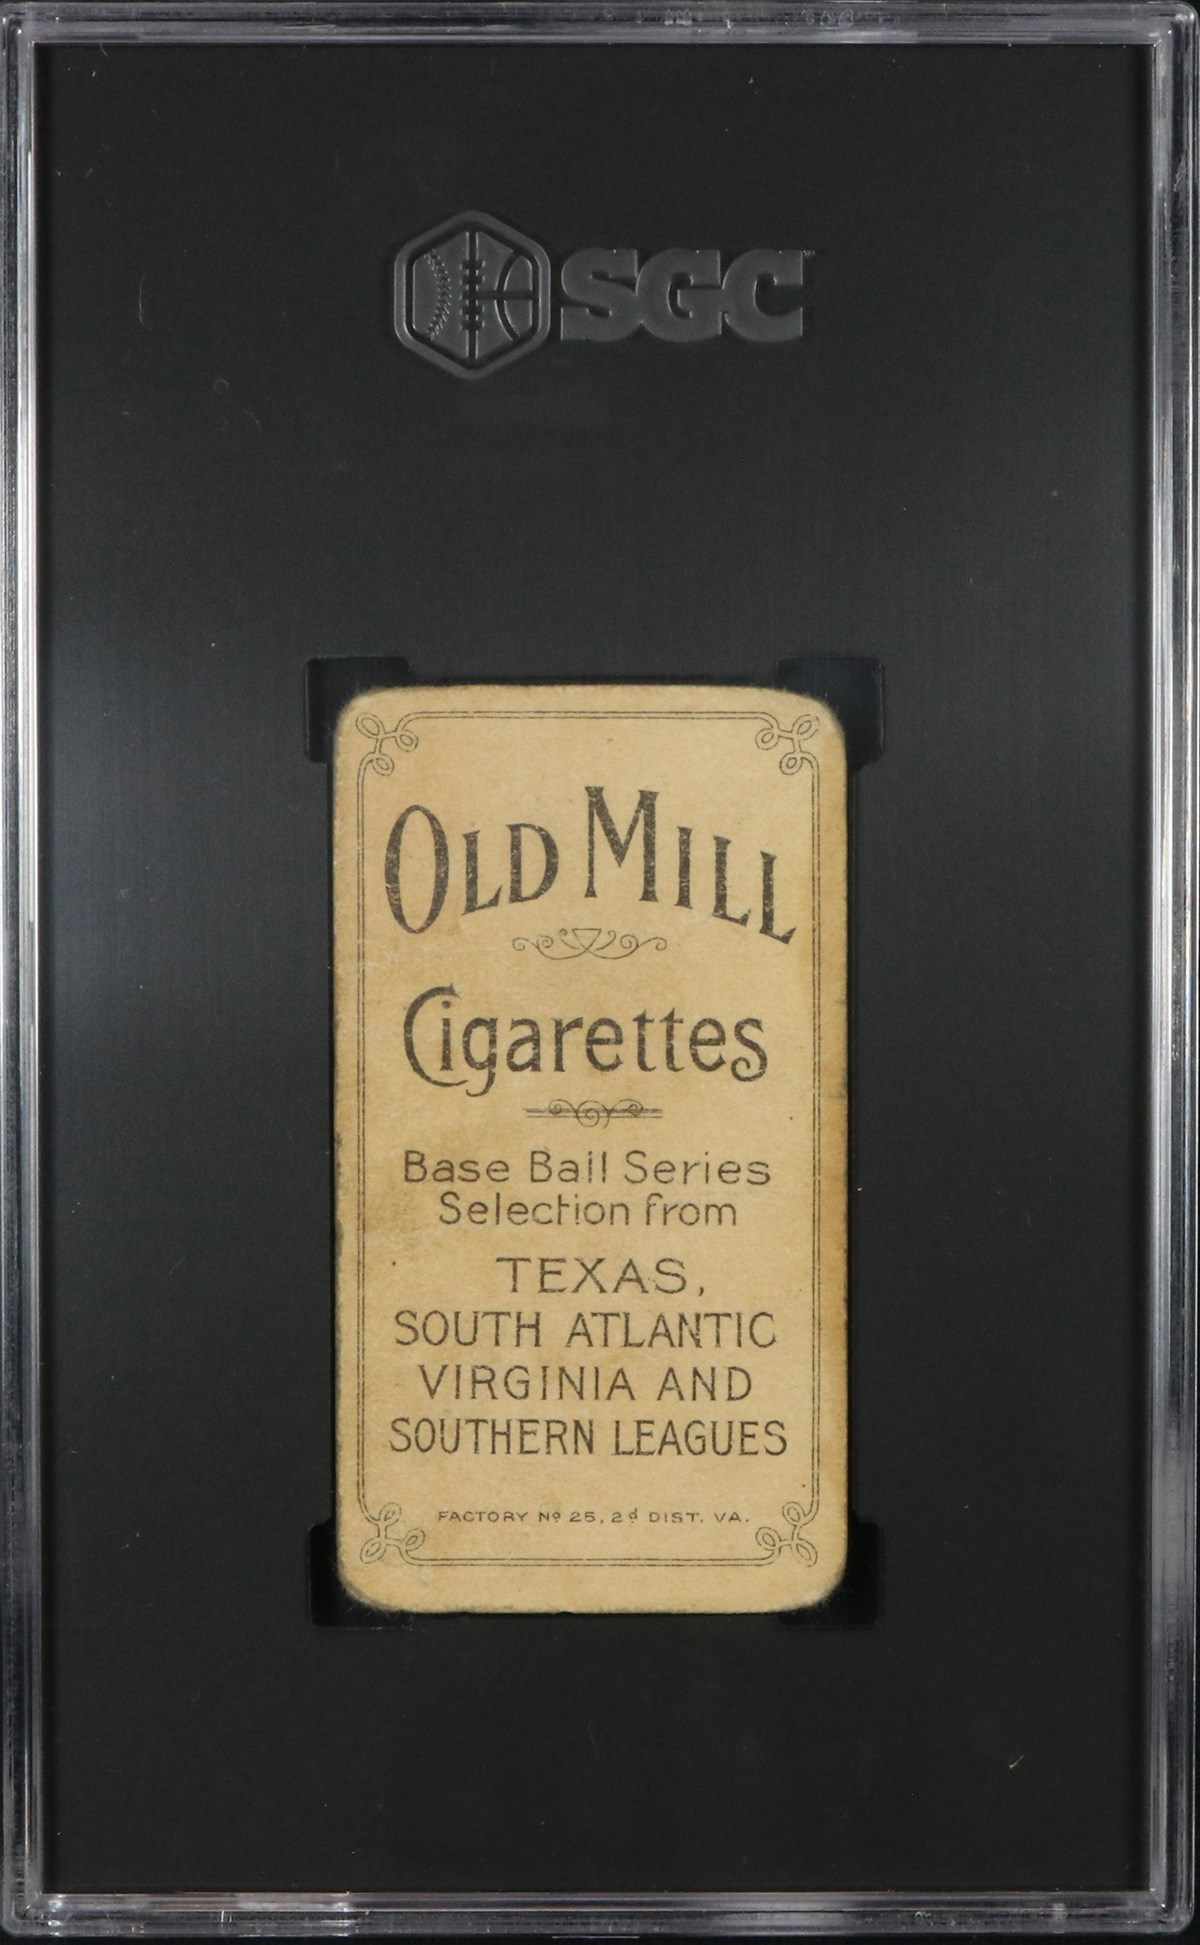 SGC
OLD MILL
Cigarettes
Base Ball Series
Selection from
TEXAS,
SOUTH ATLANTIC
VIRGINIA AND
SOUTHERN LEAGUES
FACTORY Nº 25, 2d DIST. VA.